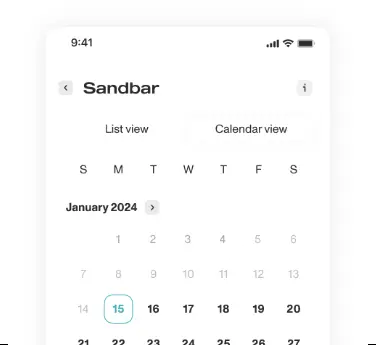 9:41
Sandbar
i
List view Calendar view
S M T W T F S
January 2024
1 2 3 4 5 6
7 8 9 10 11 12 13
14 15 16 17 18 19 20
21 22 23 24 25 26 27